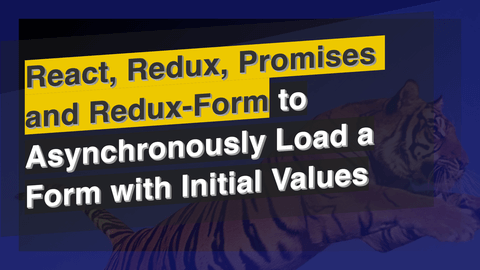 React, Redux, Promises
and Redux-Form to
Asynchronously Load a
Form with Initial Values